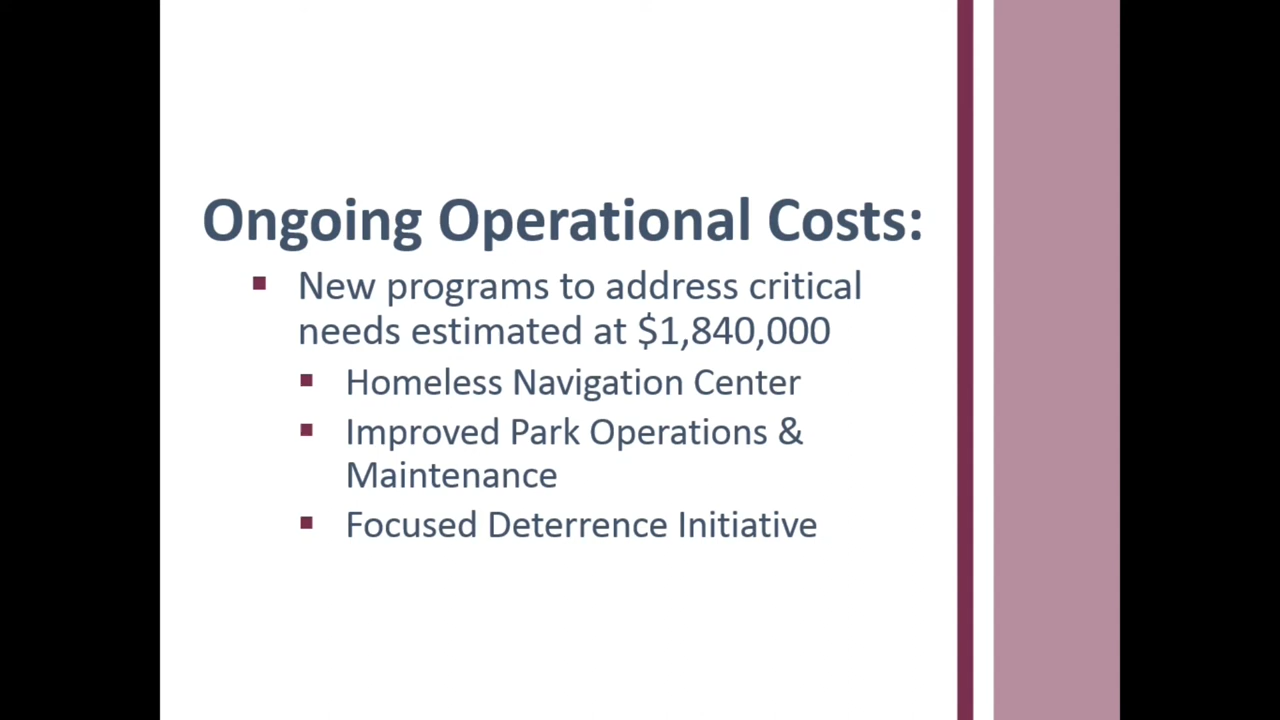 Ongoing Operational Costs:
New programs to address critical
needs estimated at $1,840,000
Homeless Navigation Center
Improved Park Operations &
Maintenance
Focused Deterrence Initiative